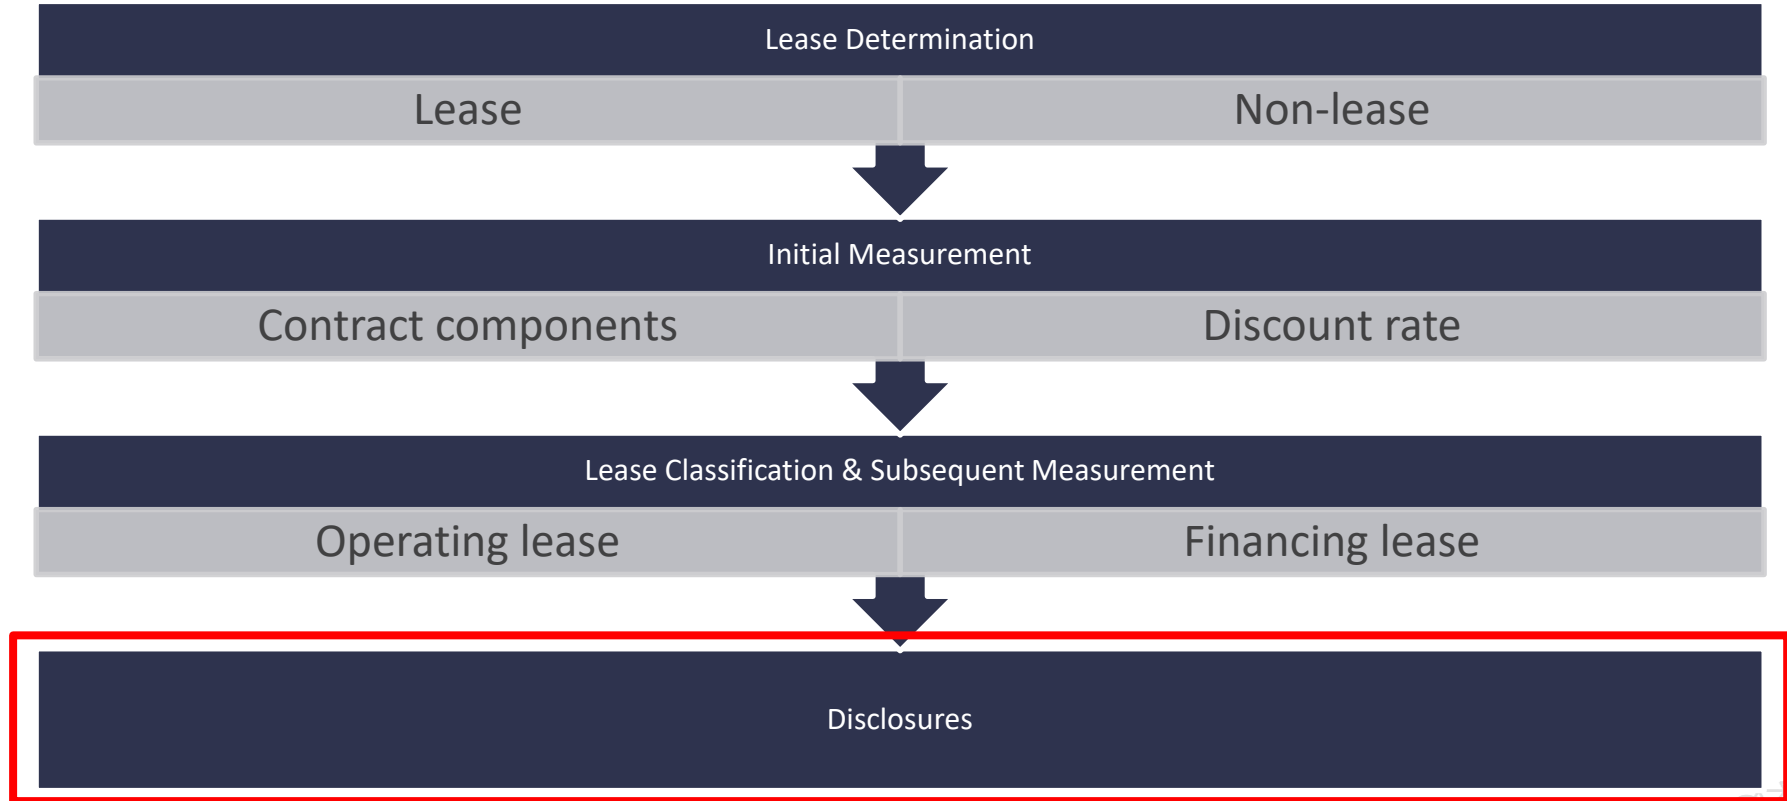 Lease Determination
Lease
Non-lease
Initial Measurement
Contract components
Discount rate
Lease Classification & Subsequent Measurement
Operating lease
Financing lease
Disclosures